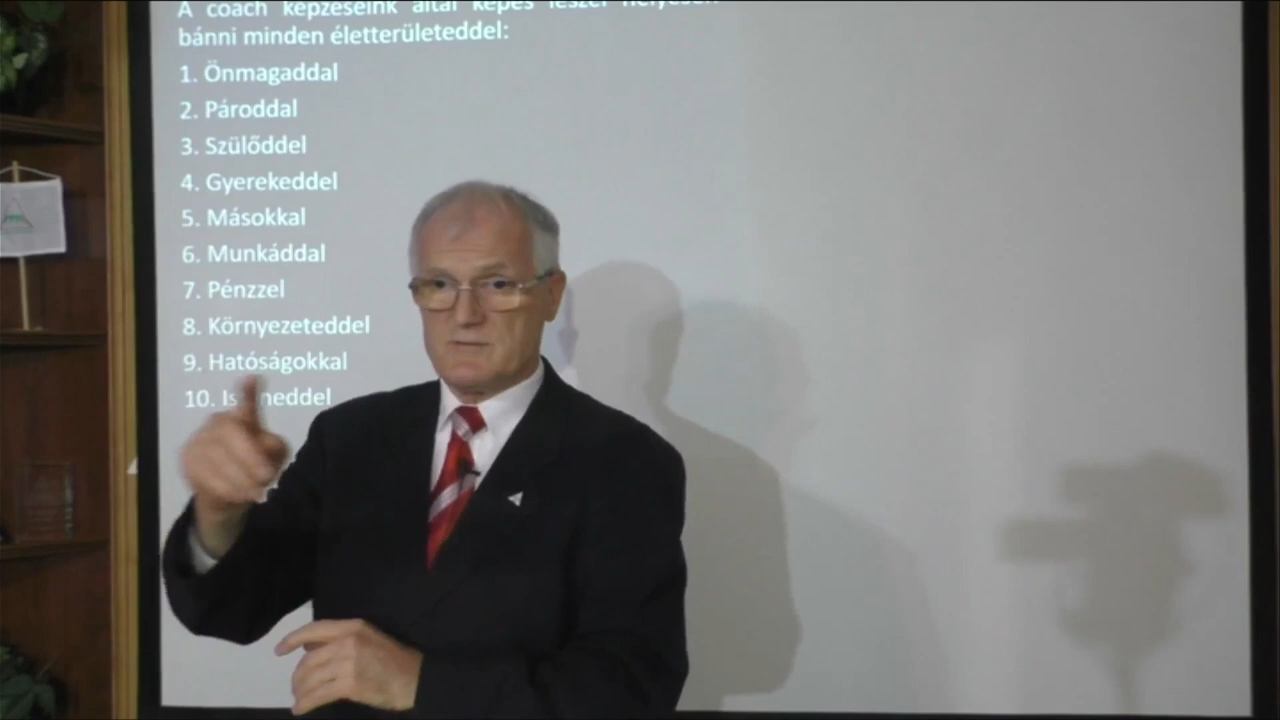 A coach képzéseink által képes leszel helyesen
bánni minden életterületeddel:
1. Önmagaddal
2. Pároddal
3. Szülőddel
4. Gyerekeddel
5. Másokkal
6. Munkáddal
7. Pénzzel
8. Környezeteddel
9. Hatóságokkal
10.